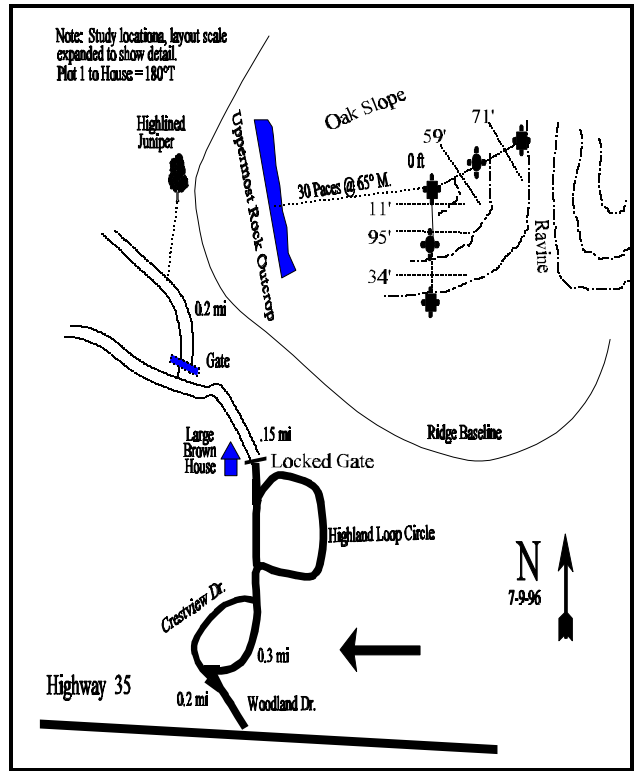 Note: Study locationa, layout scale
expanded to show detail.
Plot 1 to House = 180°T
Highlined
Juniper
Uppermost Rock Outcrop
Oak Slope
71'
59'
0 ft
30 Paces @ 65° M.
11'
95'
34'
Ravine
0.2 mi
Gate
Large
Brown
House
.15 mi
Locked Gate
Ridge Baseline
Highland Loop Circle
N
7-9-96
Crestview Dr.
0.3 mi
Highway 35
0.2 mi
Woodland Dr.